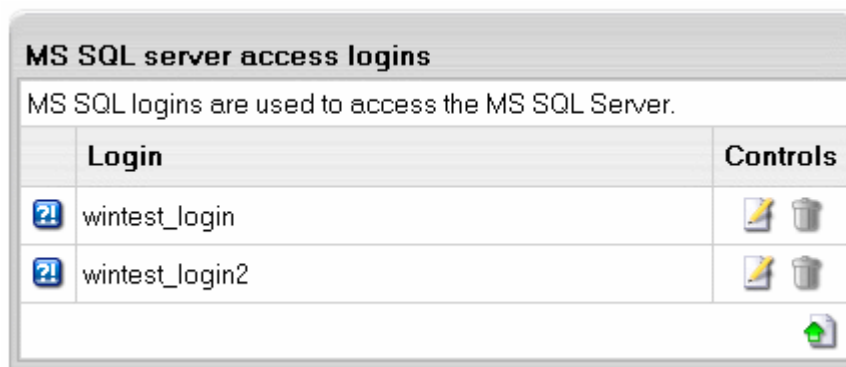 MS SQL server access logins
MS SQL logins are used to access the MS SQL Server.
Login Controls
?! wintest_login
?! wintest_login2